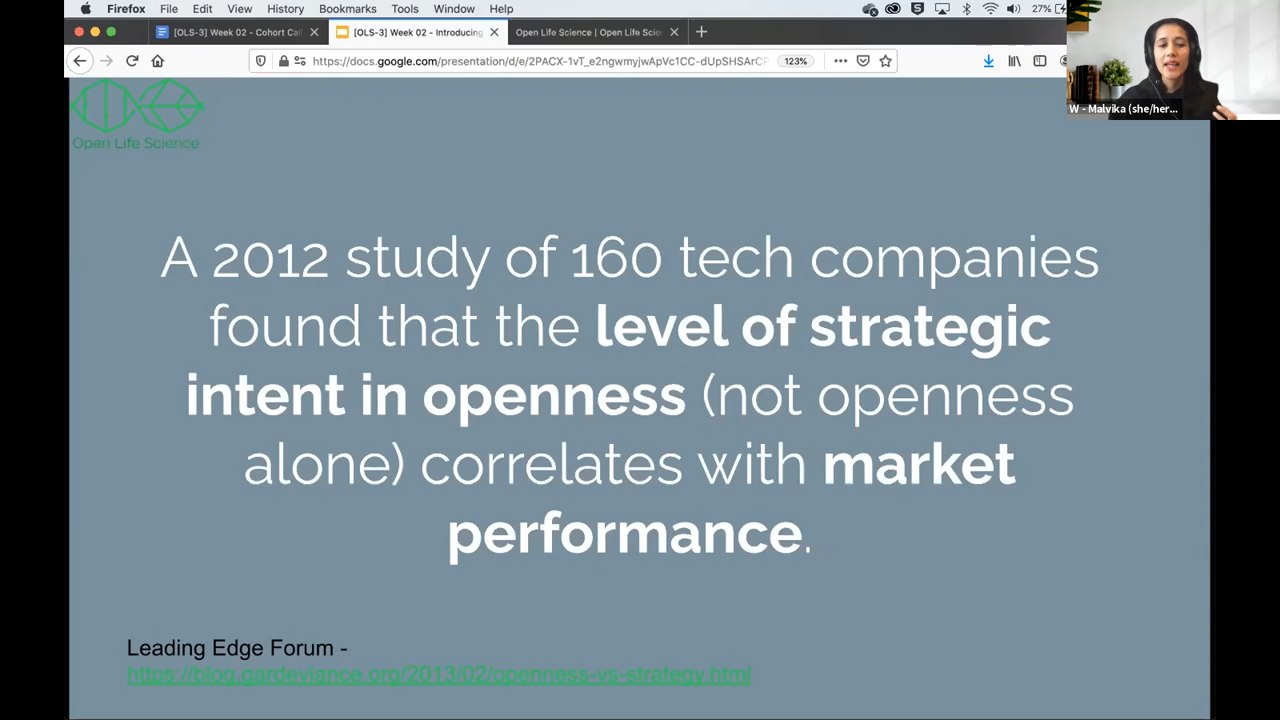 Firefox File Edit View History Bookmarks Tools Window Help 27%
[OLS-3] Week 02 - Cohort Cal [OLS-3] Week 02 - Introducing Open Life Science | Open Life Scie
https://docs.google.com/presentation/d/e/2PACX-1vT_e2ngwmyjwApVc1CC-dUpSHSArCF 123%
W - Malvika (she/her...
Open Life Science
A 2012 study of 160 tech companies
found that the level of strategic
intent in openness (not openness
alone) correlates with market
performance.
Leading Edge Forum -
https://blog.gardeviance.org/2013/02/openness-vs-strategy.html